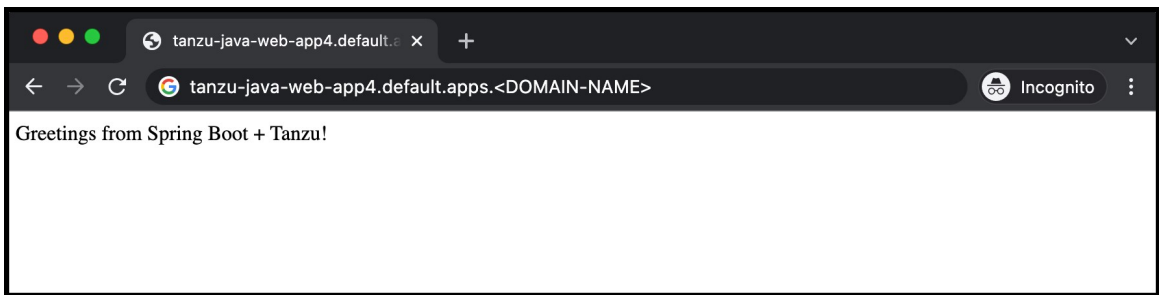 tanzu-java-web-app4.default.a
tanzu-java-web-app4.default.apps.<DOMAIN-NAME>
Incognito
Greetings from Spring Boot + Tanzu!